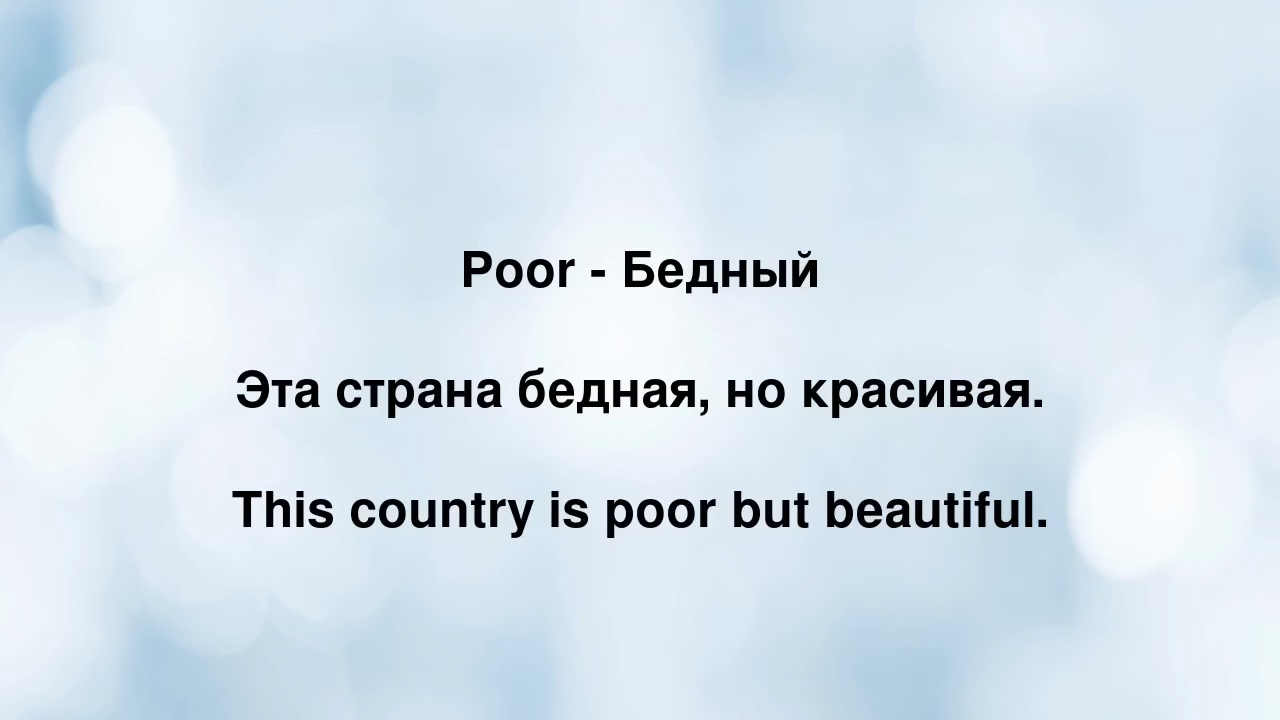 Poor - Бедный
Эта страна бедная, но красивая.
This country is poor but beautiful.